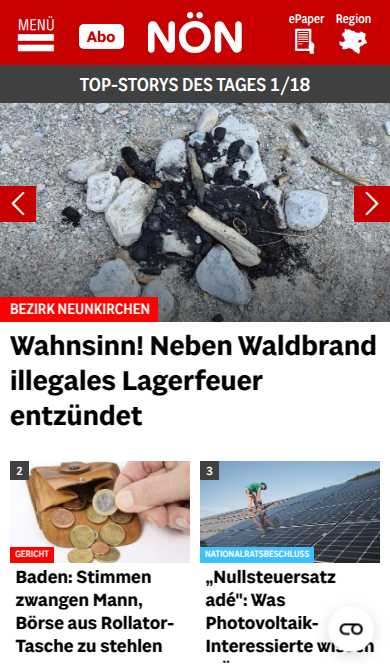 MENÜ
Abo
NÖN
ePaper
Region
TOP-STORYS DES TAGES 1/18
BEZIRK NEUNKIRCHEN
Wahnsinn! Neben Waldbrand
illegales Lagerfeuer
entzündet
2
GERICHT
Baden: Stimmen
zwangen Mann,
Börse aus Rollator-
Tasche zu stehlen
3
NATIONALRATSBESCHLUSS
„Nullsteuersatz
adé": Was
Photovoltaik-
Interessierte wissen